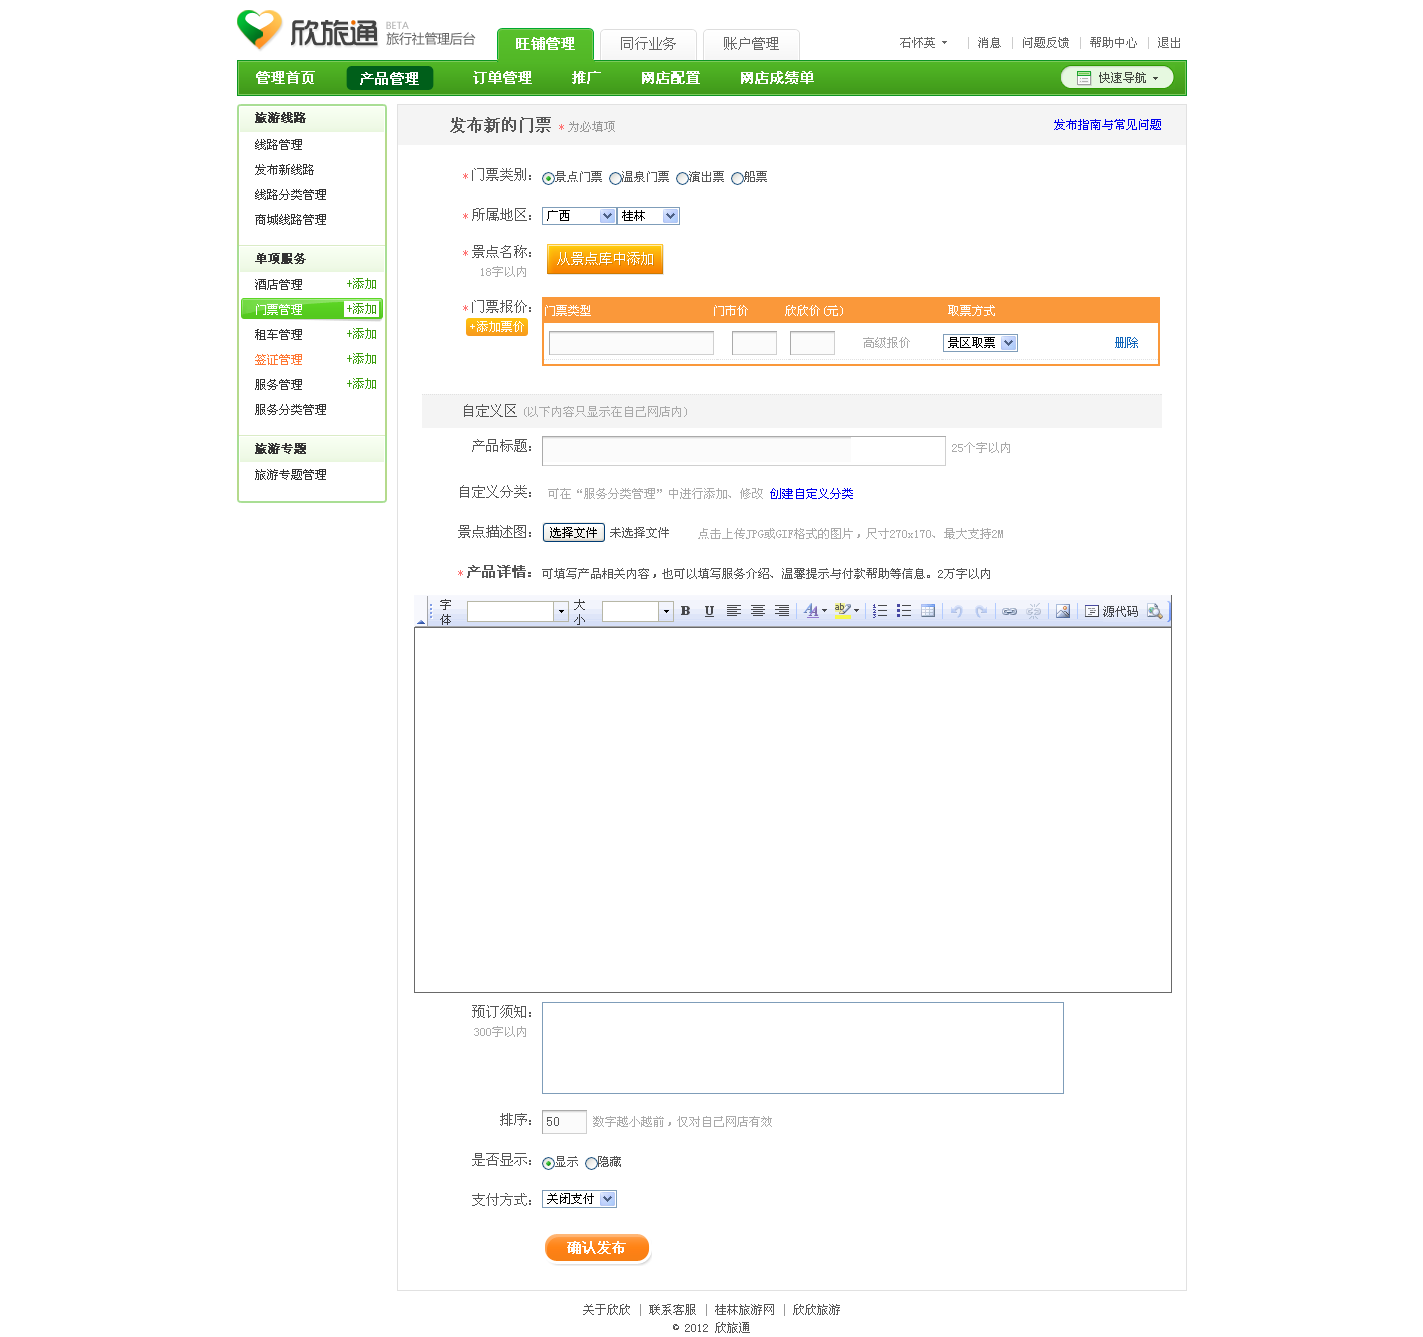 欣旅通 BETA 旅行社管理后台
旺铺管理 同行业务 账户管理 石怀英 消息 问题反馈 帮助中心 退出
管理首页 产品管理 订单管理 推广 网店配置 网店成绩单 快速导航
旅游线路
线路管理
发布新线路
线路分类管理
商城线路管理
单项服务
酒店管理 +添加
门票管理 +添加
租车管理 +添加
签证管理 +添加
服务管理 +添加
服务分类管理
旅游专题
旅游专题管理
发布新的门票 * 为必填项 发布指南与常见问题
*门票类别： 景点门票 温泉门票 演出票 船票
*所属地区： 广西 桂林
*景点名称： 从景点库中添加
18字以内
*门票报价： 门票类型 门市价 欣欣价(元) 取票方式
+添加票价 高级报价 景区取票 删除
自定义区 (以下内容只显示在自己网店内)
产品标题： 25个字以内
自定义分类： 可在“服务分类管理”中进行添加、修改 创建自定义分类
景点描述图： 选择文件 未选择文件 点击上传JPG或GIF格式的图片，尺寸270x170、最大支持2M
*产品详情： 可填写产品相关内容，也可以填写服务介绍、温馨提示与付款帮助等信息。2万字以内
字体 大小 B U 源代码
预订须知：
300字以内
排序： 50 数字越小越前，仅对自己网店有效
是否显示： 显示 隐藏
支付方式： 关闭支付
确认发布
关于欣欣 联系客服 桂林旅游网 欣欣旅游
© 2012 欣旅通